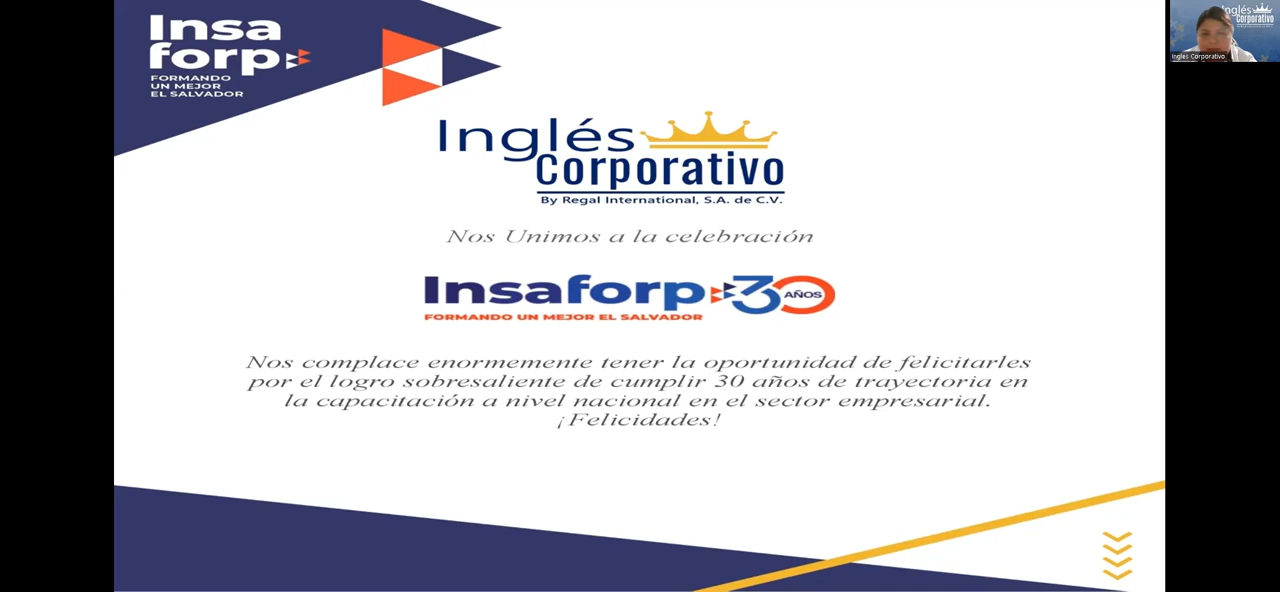 Insa
forp
FORMANDO
UN MEJOR
EL SALVADOR
Inglés
Corporativo
By Regal International, S.A. de C.V.
Nos Unimos a la celebración
Insaforp 30 AÑOS
FORMANDO UN MEJOR EL SALVADOR
Nos complace enormemente tener la oportunidad de felicitarles
por el logro sobresaliente de cumplir 30 años de trayectoria en
la capacitación a nivel nacional en el sector empresarial.
¡Felicidades!
Inglés
Corporativo
Ingles Corporativo